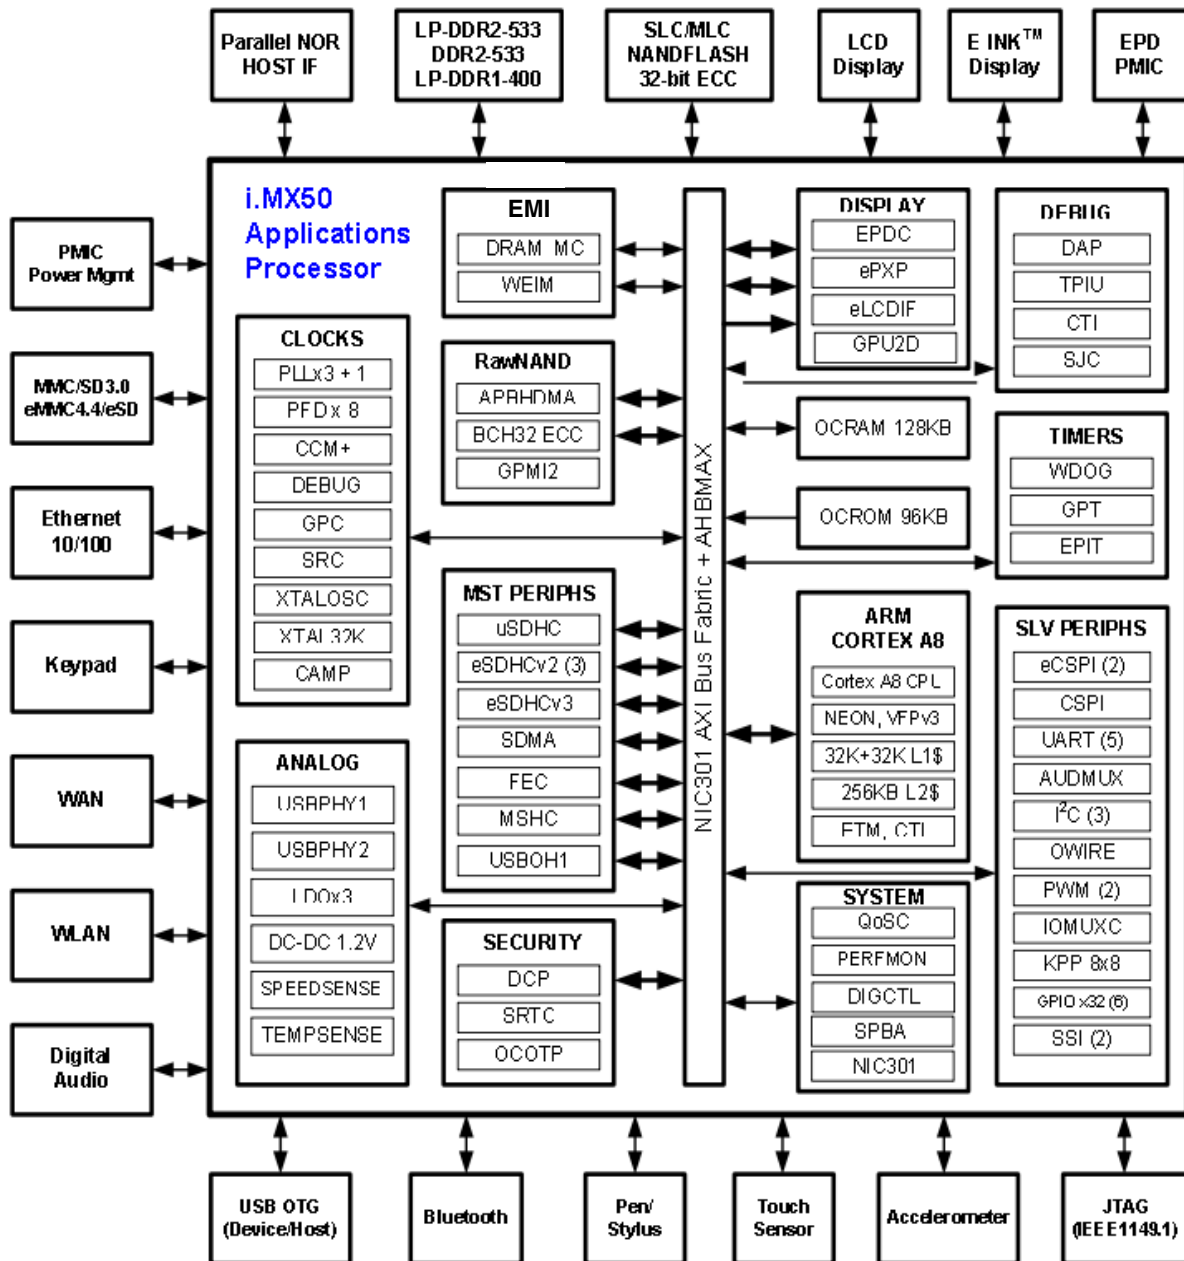 Parallel NOR
HOST IF
LP-DDR2-533
DDR2-533
LP-DDR1-400
SLC/MLC
NANDFLASH
32-bit ECC
LCD
Display
E INK™
Display
EPD
PMIC
i.MX50
Applications
Processor
PMIC
Power Mgmt
MMC/SD3.0
eMMC4.4/eSD
Ethernet
10/100
Keypad
WAN
WLAN
Digital
Audio
CLOCKS
PLLx3 + 1
PFD x 8
CCM+
DEBUG
GPC
SRC
XTALOSC
XTAL32K
CAMP
ANALOG
USBPHY1
USBPHY2
LDOx3
DC-DC 1.2V
SPEEDSENSE
TEMPSENSE
EMI
DRAM MC
WEIM
RawNAND
APBHDMA
BCH32 ECC
GPMI2
MST PERIPHS
uSDHC
eSDHCv2 (3)
eSDHCv3
SDMA
FEC
MSHC
USBOH1
SECURITY
DCP
SRTC
OCOTP
NIC301 AXI Bus Fabric + AHBMAX
DISPLAY
EPDC
ePXP
eLCDIF
GPU2D
OCRAM 128KB
OCROM 96KB
ARM
CORTEX A8
Cortex A8 CPU
NEON, VFPv3
32K+32K L1$
256KB L2$
ETM, CTI
SYSTEM
QoSC
PERFMON
DIGCTL
SPBA
NIC301
DEBUG
DAP
TPIU
CTI
SJC
TIMERS
WDOG
GPT
EPIT
SLV PERIPHS
eCSPI (2)
CSPI
UART (5)
AUDMUX
I²C (3)
OWIRE
PWM (2)
IOMUXC
KPP 8x8
GPIO x32 (6)
SSI (2)
USB OTG
(Device/Host)
Bluetooth
Pen/
Stylus
Touch
Sensor
Accelerometer
JTAG
(IEEE1149.1)